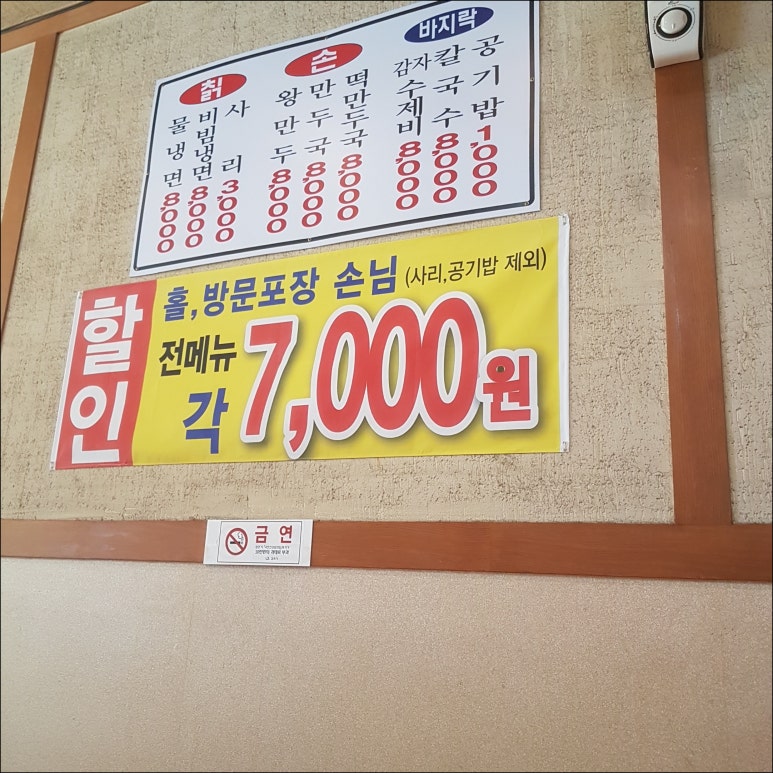 칡
물냉면 8,000
비빔냉면 8,000
사리 3,000
손
왕만두 8,000
만두국 8,000
떡만두국 8,000
바지락
감자수제비 8,000
칼국수 8,000
공기밥 1,000
할인
홀,방문포장 손님 (사리,공기밥 제외)
전메뉴 각 7,000원
금연